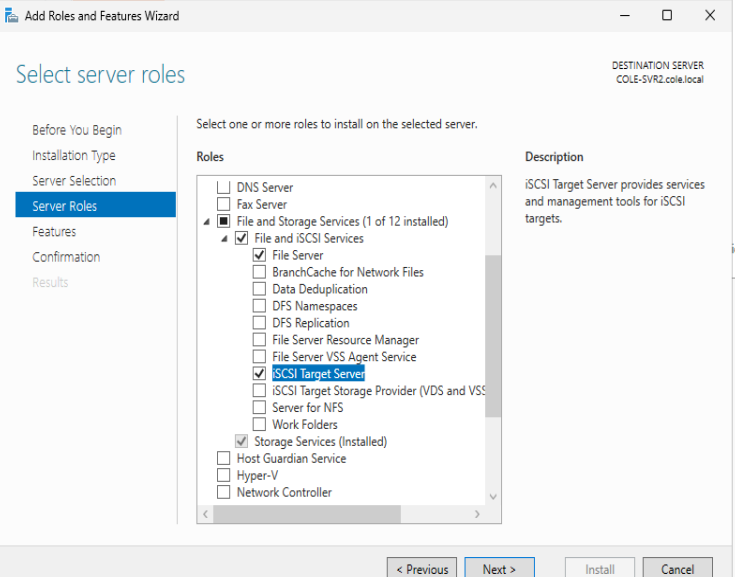 Add Roles and Features Wizard
Select server roles
DESTINATION SERVER
COLE-SVR2.cole.local
Before You Begin
Installation Type
Server Selection
Server Roles
Features
Confirmation
Results
Select one or more roles to install on the selected server.
Roles
DNS Server
Fax Server
File and Storage Services (1 of 12 installed)
File and iSCSI Services
File Server
BranchCache for Network Files
Data Deduplication
DFS Namespaces
DFS Replication
File Server Resource Manager
File Server VSS Agent Service
iSCSI Target Server
iSCSI Target Storage Provider (VDS and VSS
Server for NFS
Work Folders
Storage Services (Installed)
Host Guardian Service
Hyper-V
Network Controller
Description
iSCSI Target Server provides services
and management tools for iSCSI
targets.
< Previous
Next >
Install
Cancel